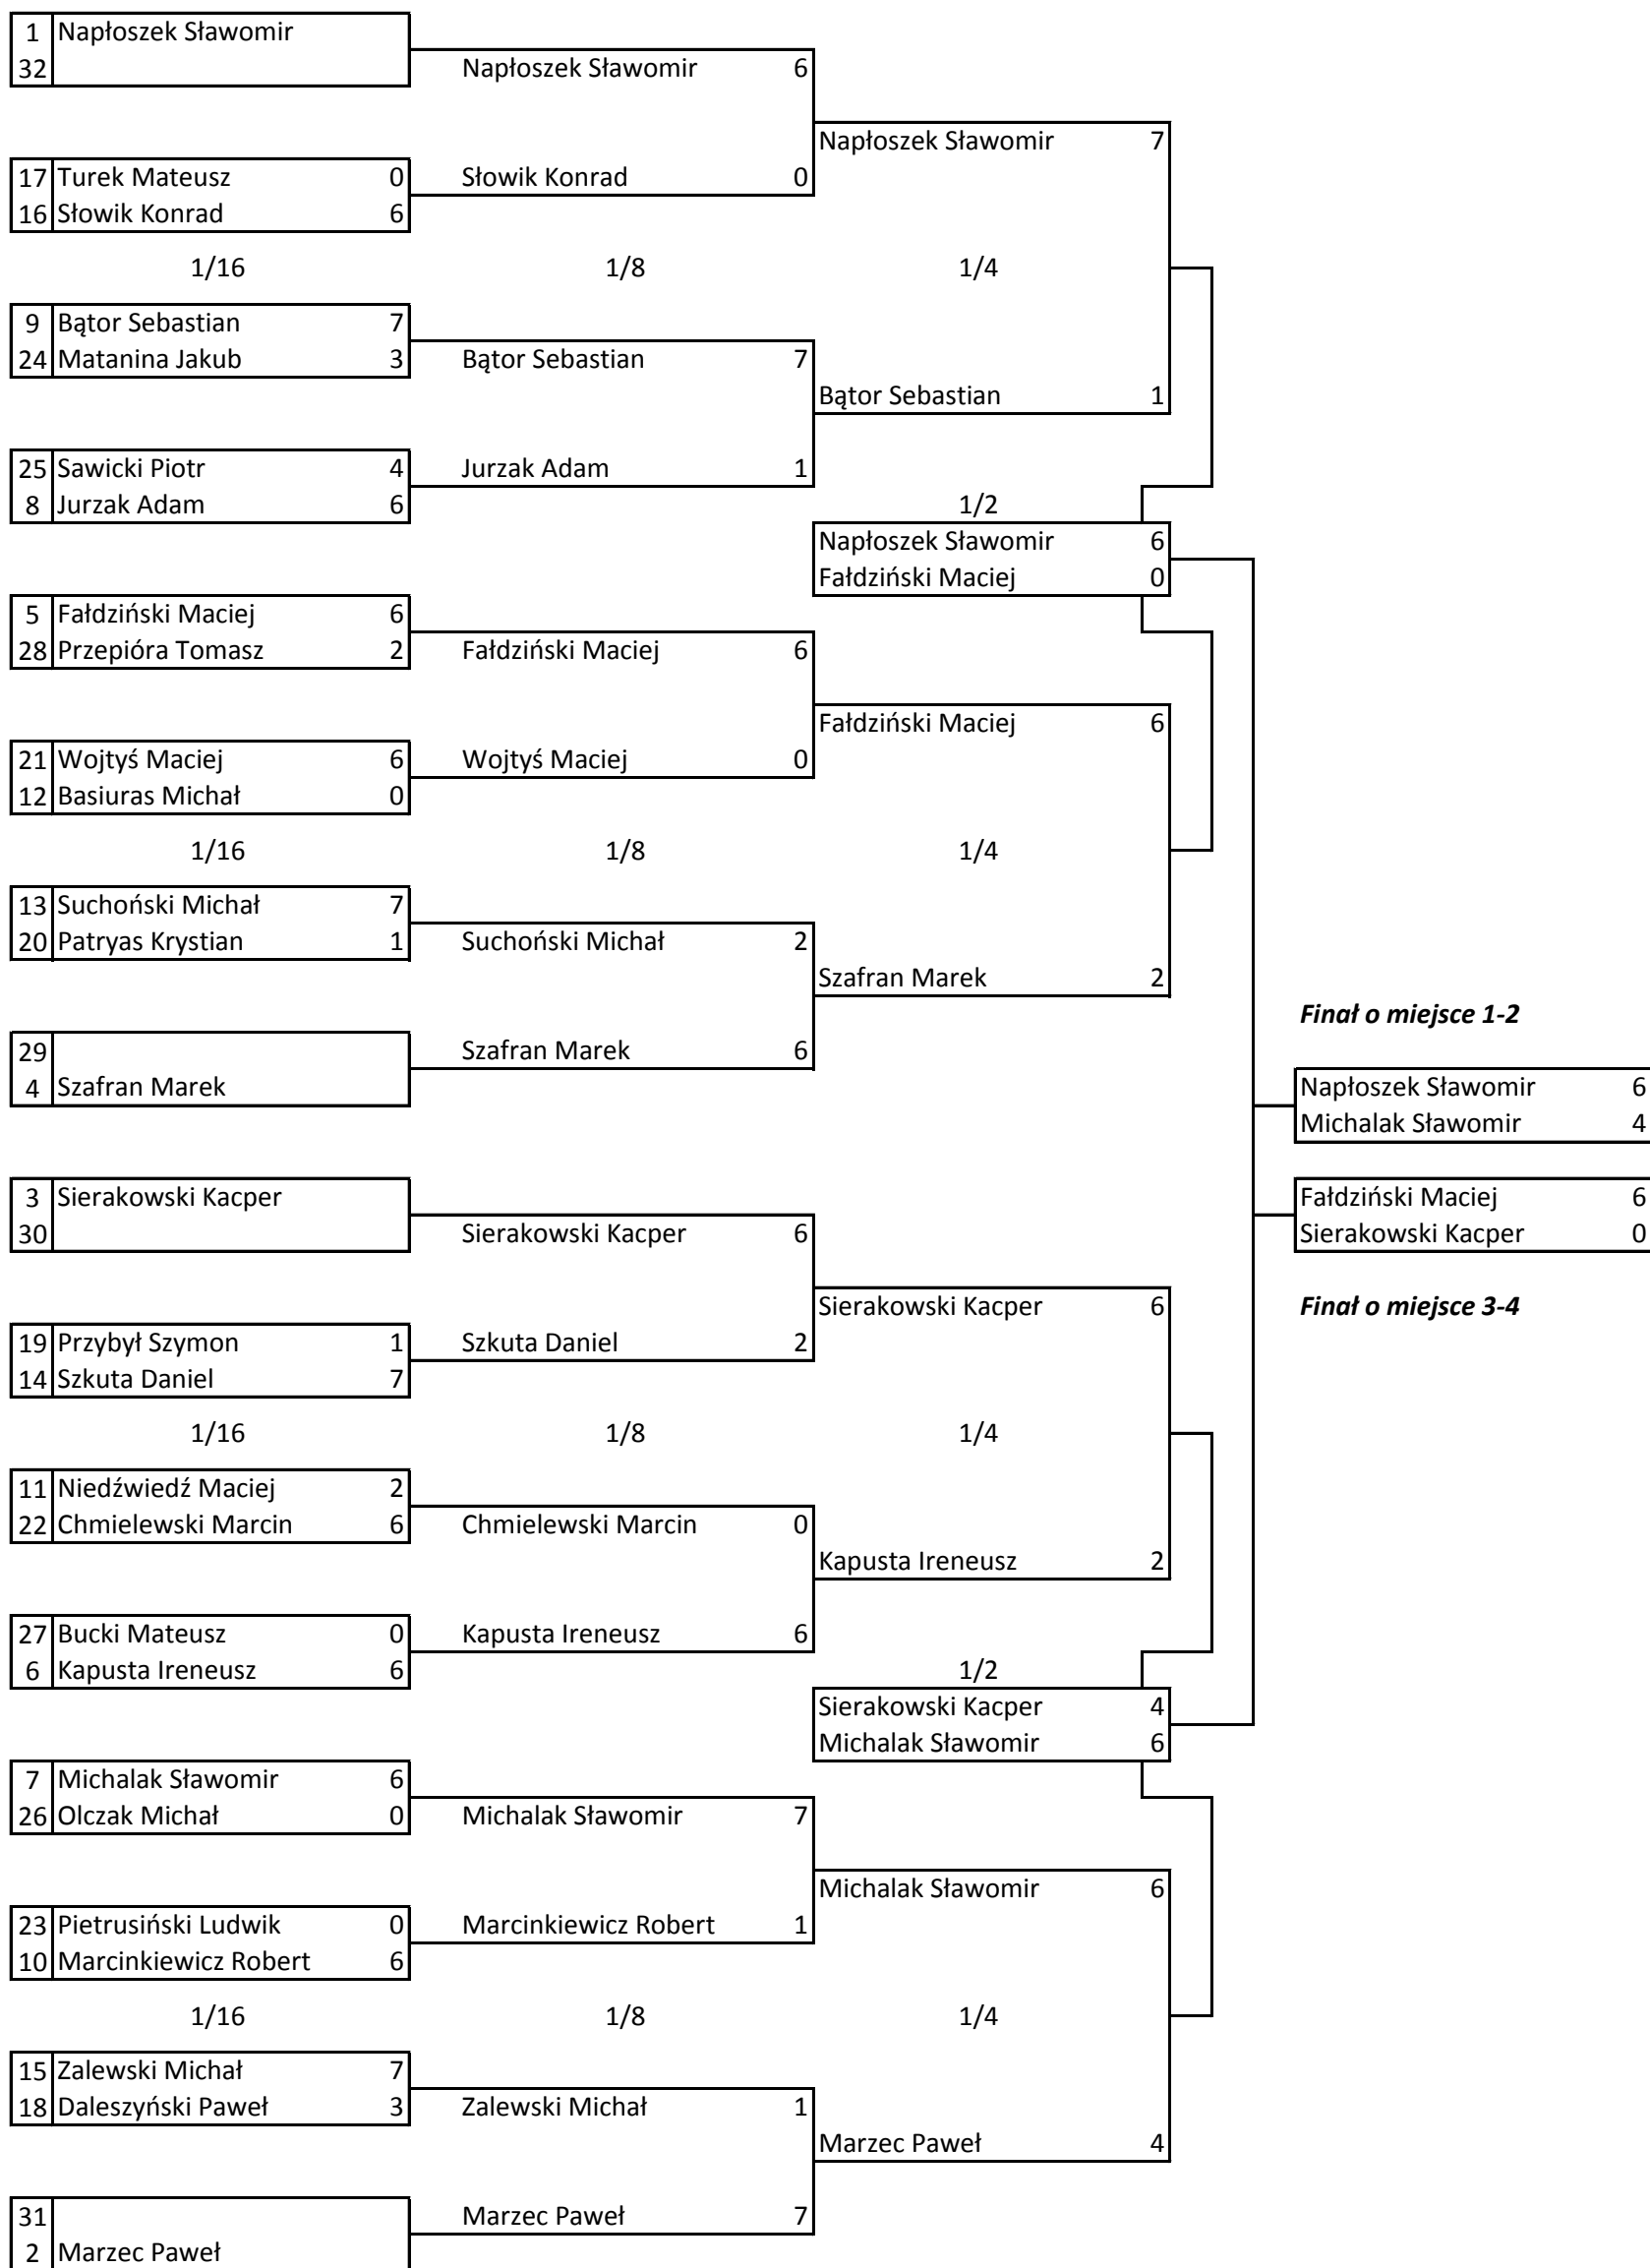 1 Napłoszek Sławomir
32
Napłoszek Sławomir 6
Napłoszek Sławomir 7
17 Turek Mateusz 0
Słowik Konrad 0
16 Słowik Konrad 6
1/16 1/8 1/4
9 Bątor Sebastian 7
24 Matanina Jakub 3
Bątor Sebastian 7
Bątor Sebastian 1
25 Sawicki Piotr 4
Jurzak Adam 1
8 Jurzak Adam 6
1/2
Napłoszek Sławomir 6
Fałdziński Maciej 0
5 Fałdziński Maciej 6
28 Przepióra Tomasz 2
Fałdziński Maciej 6
Fałdziński Maciej 6
21 Wojtyś Maciej 6
Wojtyś Maciej 0
12 Basiuras Michał 0
1/16 1/8 1/4
13 Suchoński Michał 7
20 Patryas Krystian 1
Suchoński Michał 2
Szafran Marek 2
Finał o miejsce 1-2
29
Szafran Marek 6
4 Szafran Marek
Napłoszek Sławomir 6
Michalak Sławomir 4
3 Sierakowski Kacper
Fałdziński Maciej 6
30
Sierakowski Kacper 6
Sierakowski Kacper 0
Sierakowski Kacper 6
Finał o miejsce 3-4
19 Przybył Szymon 1
Szkuta Daniel 2
14 Szkuta Daniel 7
1/16 1/8 1/4
11 Niedźwiedź Maciej 2
22 Chmielewski Marcin 6
Chmielewski Marcin 0
Kapusta Ireneusz 2
27 Bucki Mateusz 0
Kapusta Ireneusz 6
6 Kapusta Ireneusz 6
1/2
Sierakowski Kacper 4
Michalak Sławomir 6
7 Michalak Sławomir 6
26 Olczak Michał 0
Michalak Sławomir 7
Michalak Sławomir 6
23 Pietrusiński Ludwik 0
Marcinkiewicz Robert 1
10 Marcinkiewicz Robert 6
1/16 1/8 1/4
15 Zalewski Michał 7
18 Daleszyński Paweł 3
Zalewski Michał 1
Marzec Paweł 4
31
Marzec Paweł 7
2 Marzec Paweł